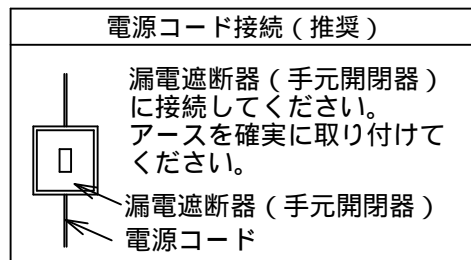 電源コード接続(推奨)
漏電遮断器(手元開閉器)
に接続してください。
アースを確実に取り付けて
ください。
漏電遮断器(手元開閉器)
電源コード